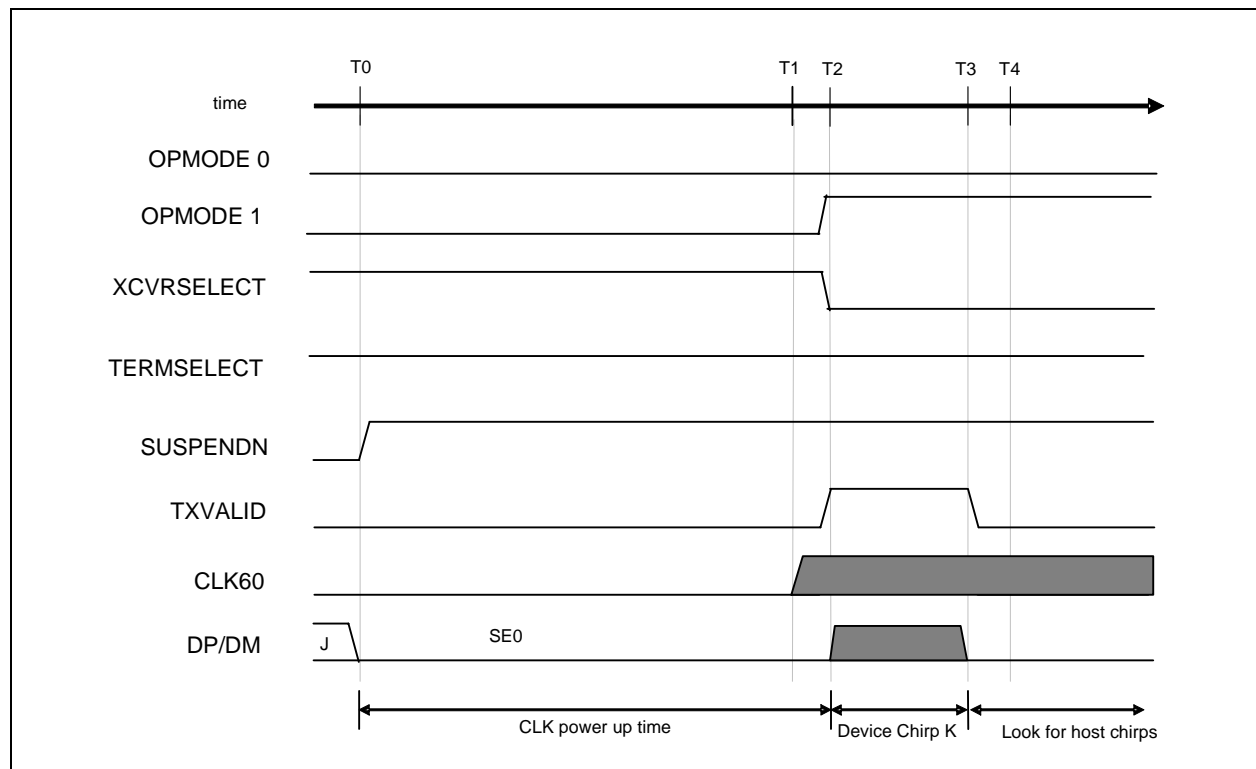 T0 T1 T2 T3 T4
time
OPMODE 0
OPMODE 1
XCVRSELECT
TERMSELECT
SUSPENDN
TXVALID
CLK60
DP/DM J SE0
CLK power up time Device Chirp K Look for host chirps